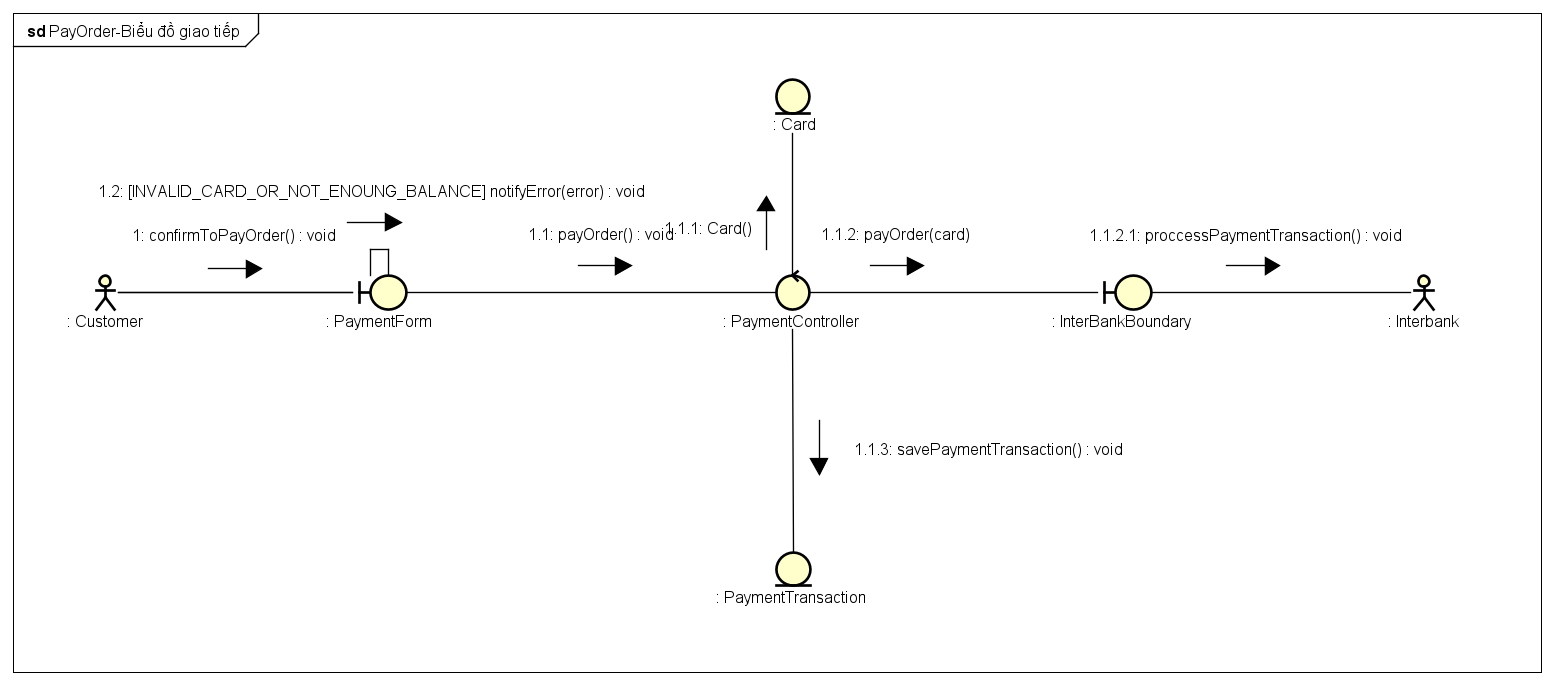 sd PayOrder-Biểu đồ giao tiếp
: Card
1.2: [INVALID_CARD_OR_NOT_ENOUNG_BALANCE] notifyError(error) : void
1: confirmToPayOrder() : void
1.1: payOrder() : void
1.1.1: Card()
1.1.2: payOrder(card)
1.1.2.1: proccessPaymentTransaction() : void
: Customer
: PaymentForm
: PaymentController
: InterBankBoundary
: Interbank
1.1.3: savePaymentTransaction() : void
: PaymentTransaction